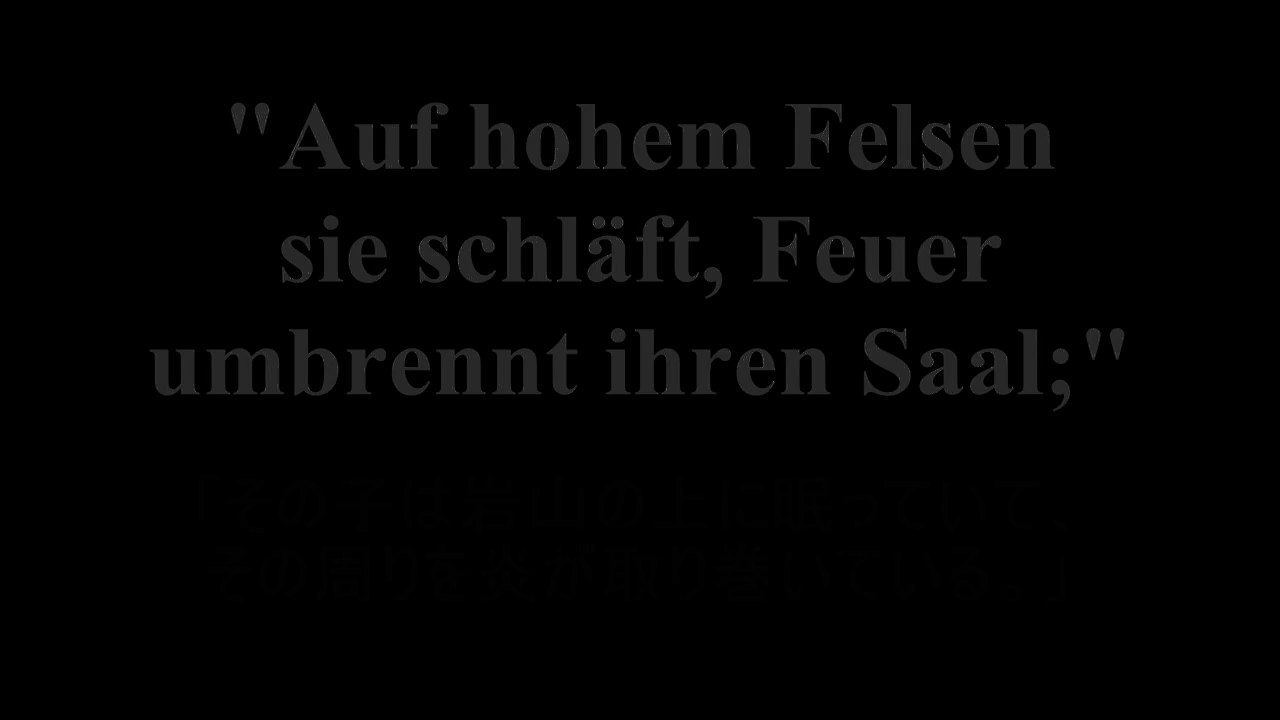 "Auf hohem Felsen
sie schläft, Feuer
umbrennt ihren Saal;"
「その子は岩山の上に眠っていて、
その周りを炎が取り巻いている。」